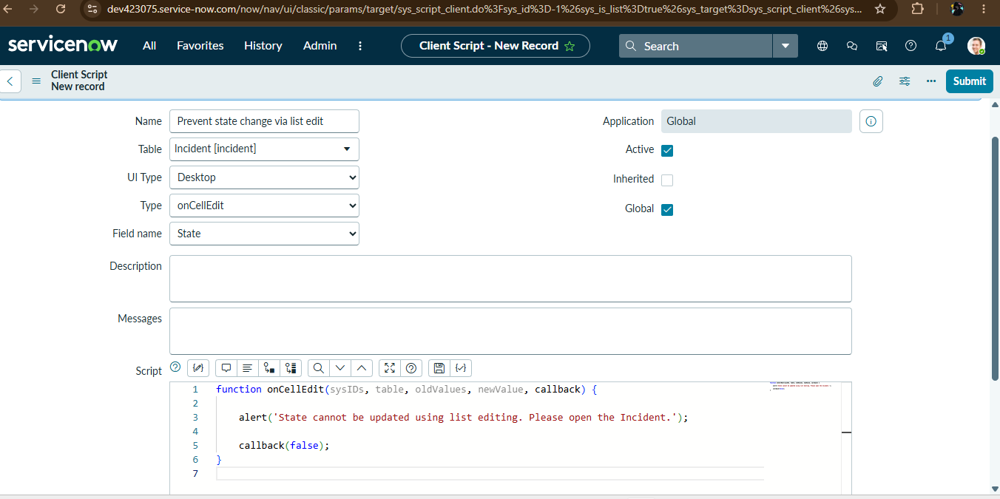 dev423075.service-now.com/now/nav/ui/classic/params/target/sys_script_client.do%3Fsys_id%3D-1%26sys_is_list%3Dtrue%26sys_target%3Dsys_script_client%26sys...
servicenow All Favorites History Admin Client Script - New Record Search 1
Client Script
New record
Submit
Name Prevent state change via list edit Application Global
Table Incident [incident] Active
UI Type Desktop Inherited
Type onCellEdit Global
Field name State
Description
Messages
Script
1 function onCellEdit(sysIDs, table, oldValues, newValue, callback) {
2
3 alert('State cannot be updated using list editing. Please open the Incident.');
4
5 callback(false);
6 }
7